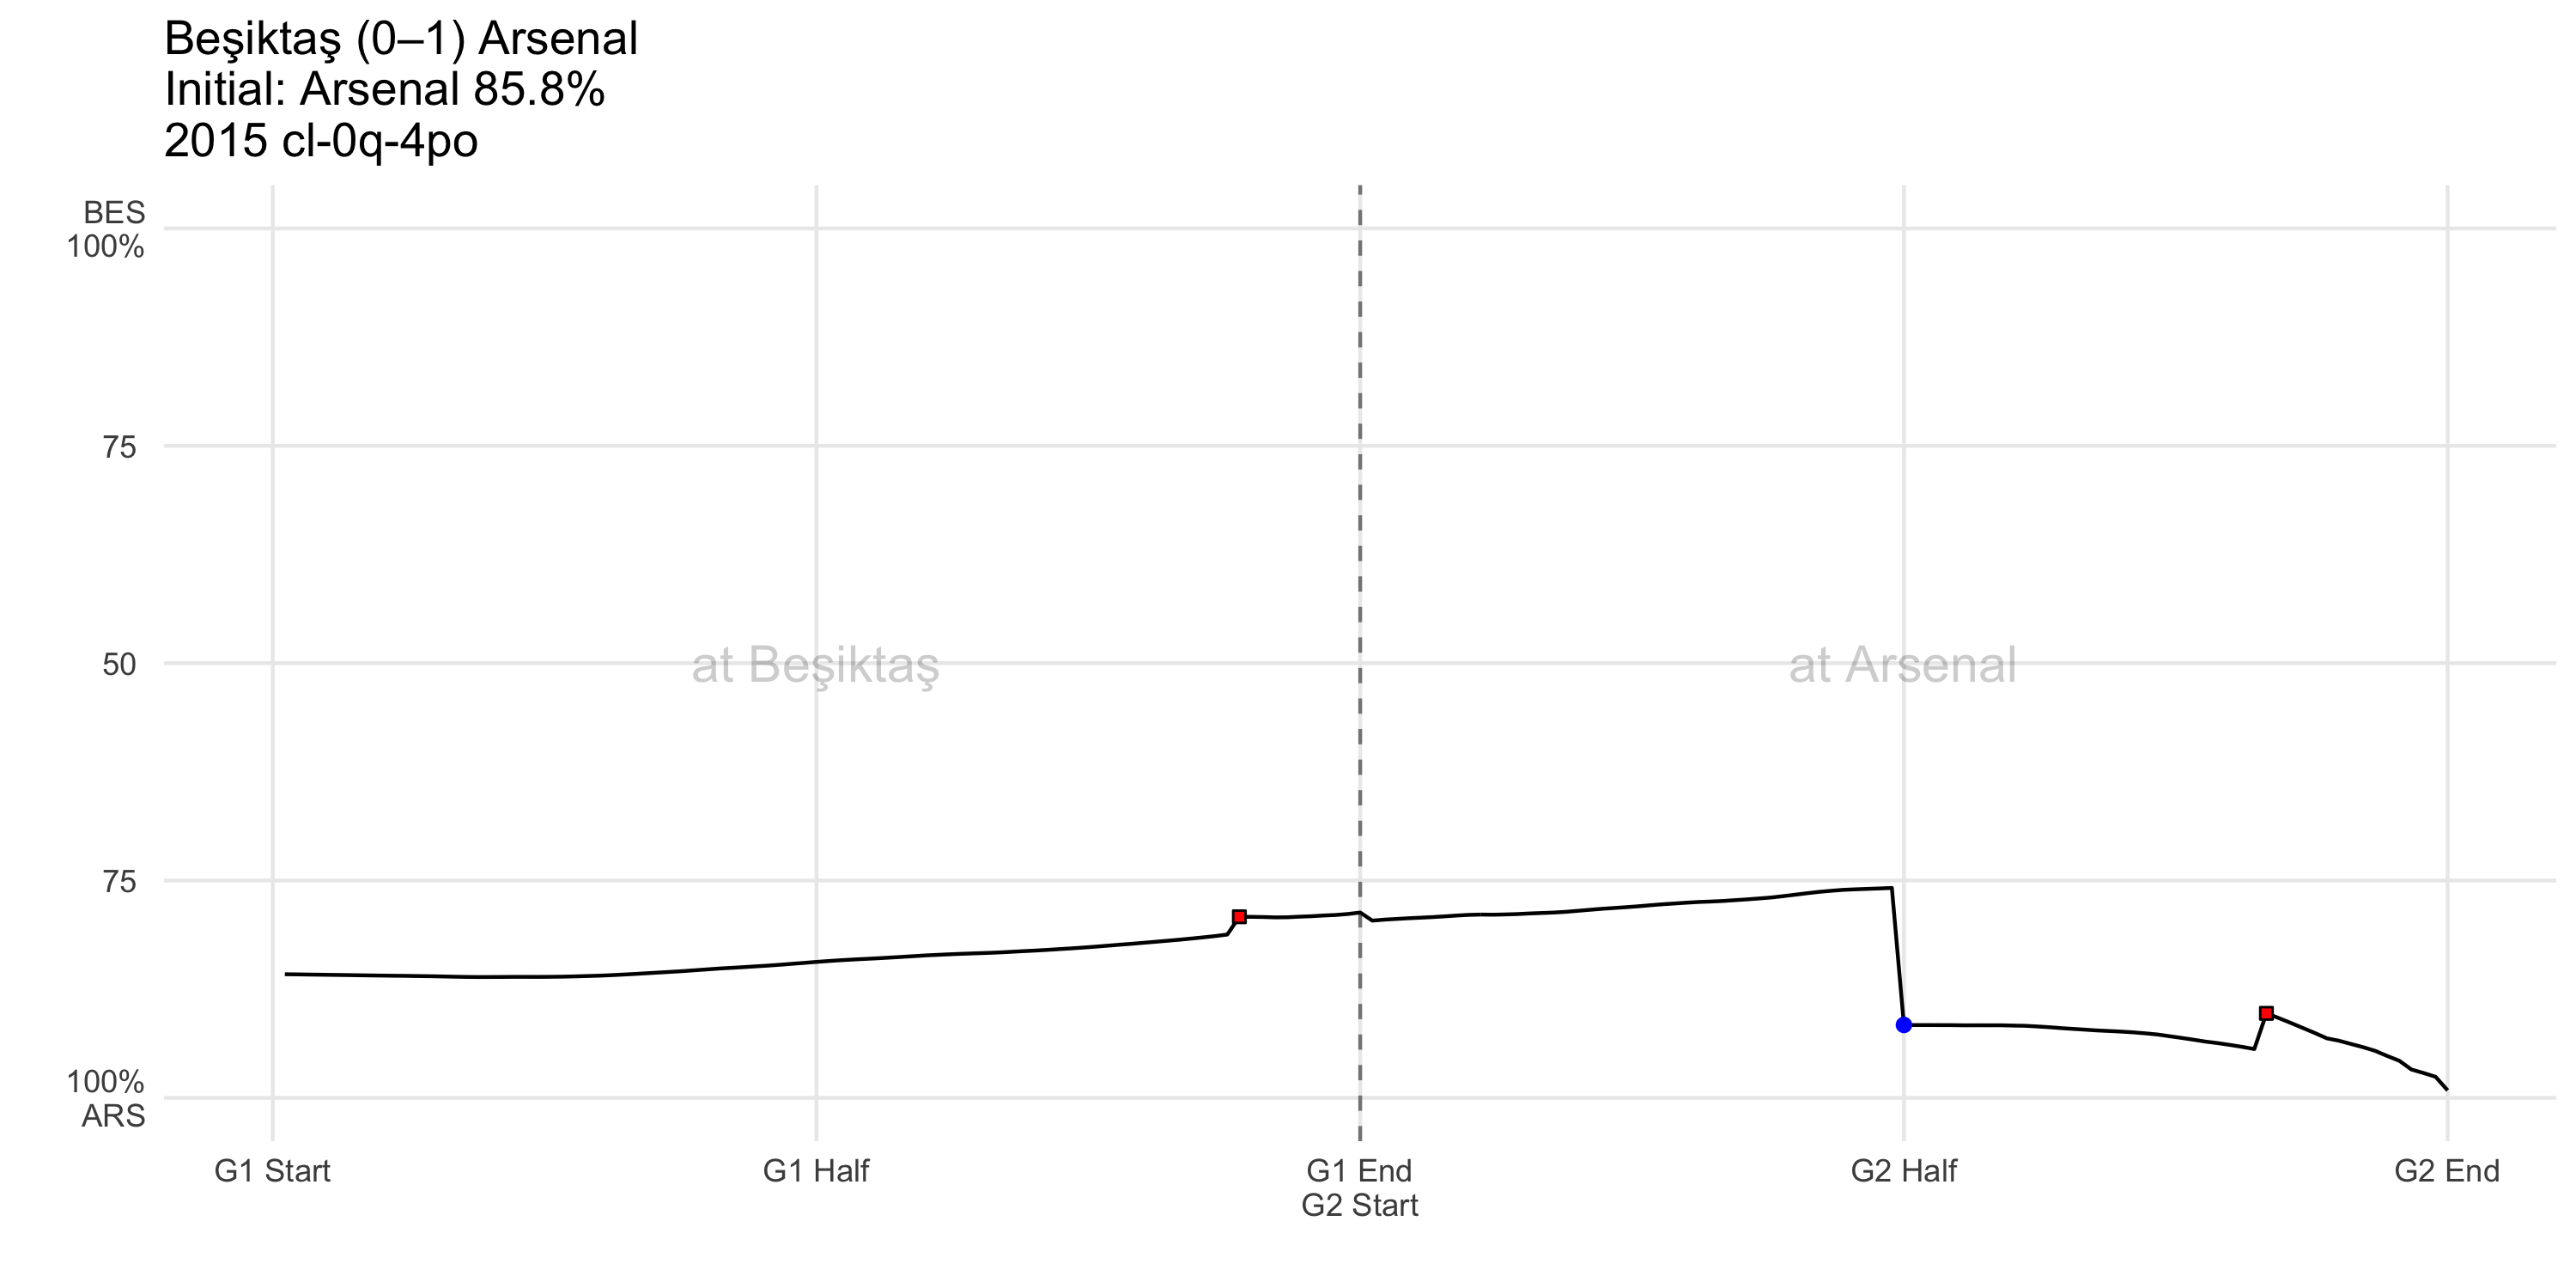 Beşiktaş (0–1) Arsenal
Initial: Arsenal 85.8%
2015 cl-0q-4po
BES
100%
75
50
75
100%
ARS
at Beşiktaş
at Arsenal
G1 Start
G1 Half
G1 End
G2 Start
G2 Half
G2 End